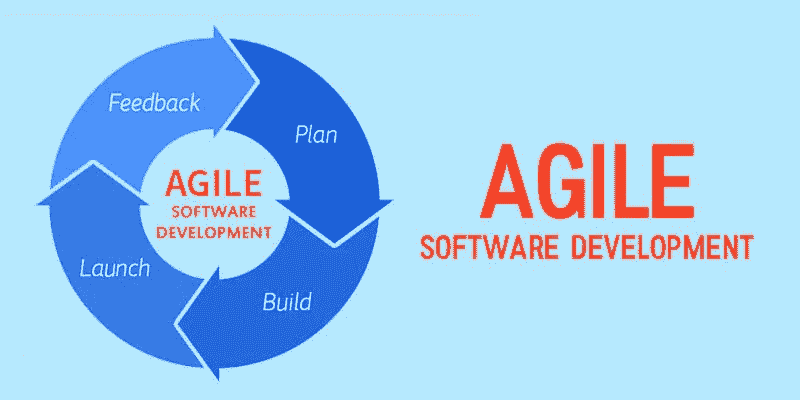 Feedback
Plan
AGILE
SOFTWARE
DEVELOPMENT
Launch
Build
AGILE
SOFTWARE DEVELOPMENT